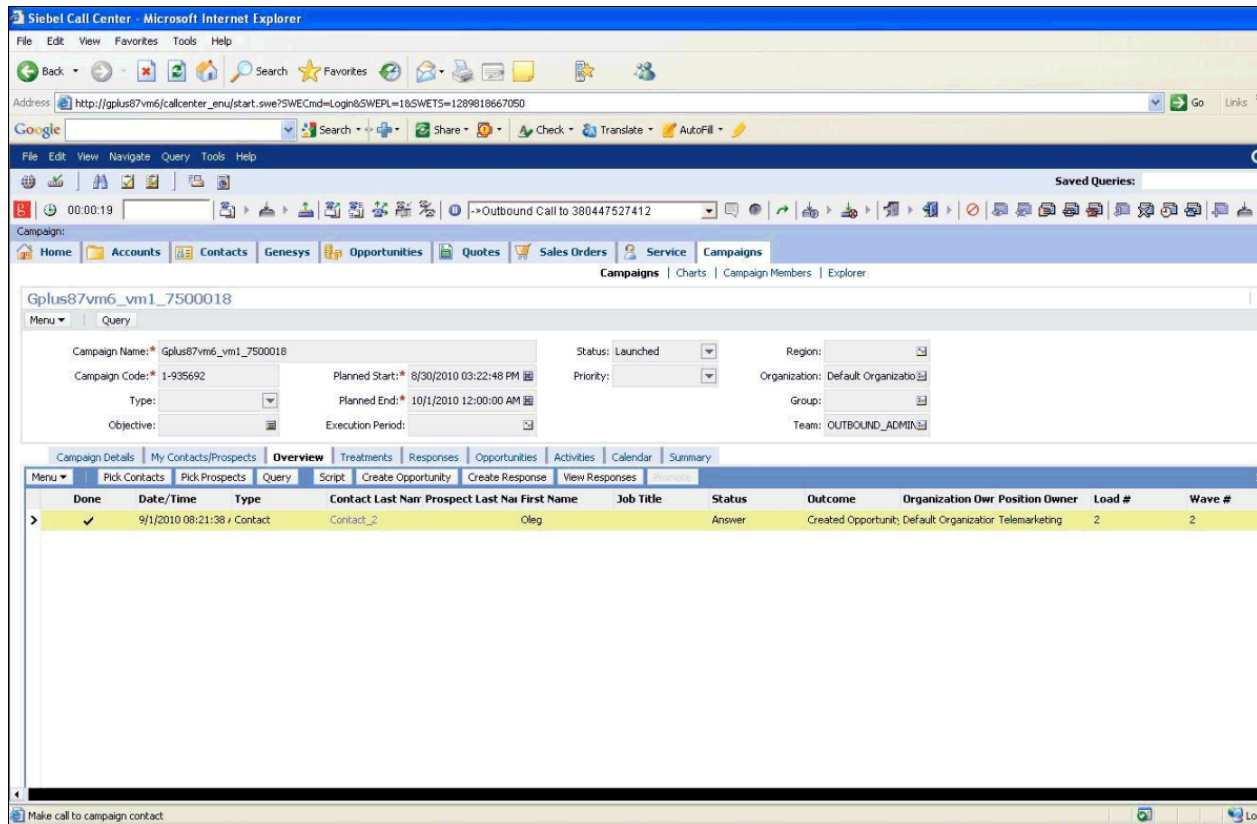 Siebel Call Center - Microsoft Internet Explorer
File Edit View Favorites Tools Help
Back Search Favorites
Address http://gplus87vm6/callcenter_enu/start.swe?SWECmd=Login&SWEPL=1&SWETS=1289818667050 Go Links
Google Search Share Check Translate AutoFill
File Edit View Navigate Query Tools Help
Saved Queries:
g 00:00:19 ->Outbound Call to 380447527412
Campaign:
Home Accounts Contacts Genesys Opportunities Quotes Sales Orders Service Campaigns
Campaigns | Charts | Campaign Members | Explorer
Gplus87vm6_vm1_7500018
Menu Query
Campaign Name:* Gplus87vm6_vm1_7500018 Status: Launched Region:
Campaign Code:* 1-935692 Planned Start:* 8/30/2010 03:22:48 PM Priority: Organization: Default Organizatio
Type: Planned End:* 10/1/2010 12:00:00 AM Group:
Objective: Execution Period: Team: OUTBOUND_ADMIN
Campaign Details My Contacts/Prospects Overview Treatments Responses Opportunities Activities Calendar Summary
Menu Pick Contacts Pick Prospects Query Script Create Opportunity Create Response View Responses Promote
Done Date/Time Type Contact Last Nam Prospect Last Nam First Name Job Title Status Outcome Organization Owr Position Owner Load # Wave #
9/1/2010 08:21:38 A Contact Contact_2 Oleg Answer Created Opportunit Default Organization Telemarketing 2 2
Make call to campaign contact Lo